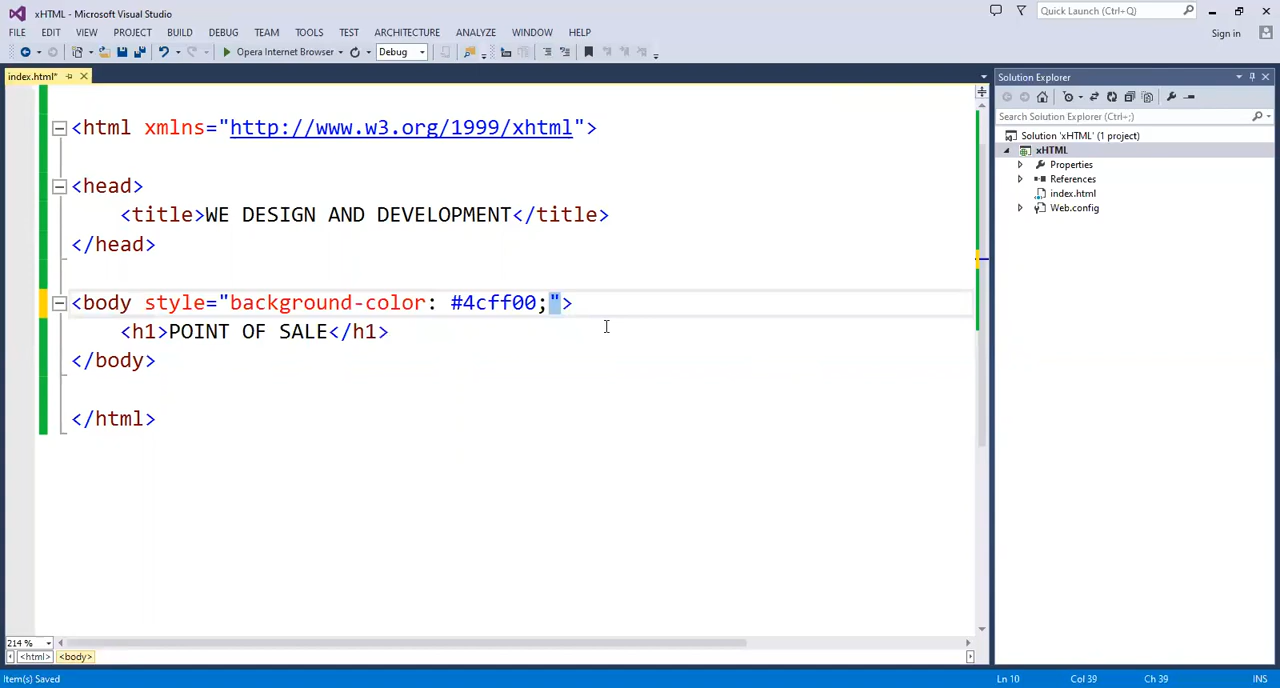 xHTML - Microsoft Visual Studio
Quick Launch (Ctrl+Q)
FILE EDIT VIEW PROJECT BUILD DEBUG TEAM TOOLS TEST ARCHITECTURE ANALYZE WINDOW HELP
Sign in
Opera Internet Browser
Debug
index.html*
Solution Explorer
Search Solution Explorer (Ctrl+;)
Solution 'xHTML' (1 project)
xHTML
Properties
References
index.html
Web.config
<html xmlns="http://www.w3.org/1999/xhtml">
<head>
<title>WE DESIGN AND DEVELOPMENT</title>
</head>
<body style="background-color: #4cff00;">
<h1>POINT OF SALE</h1>
</body>
</html>
214 %
<html> <body>
Item(s) Saved
Ln 10 Col 39 Ch 39 INS